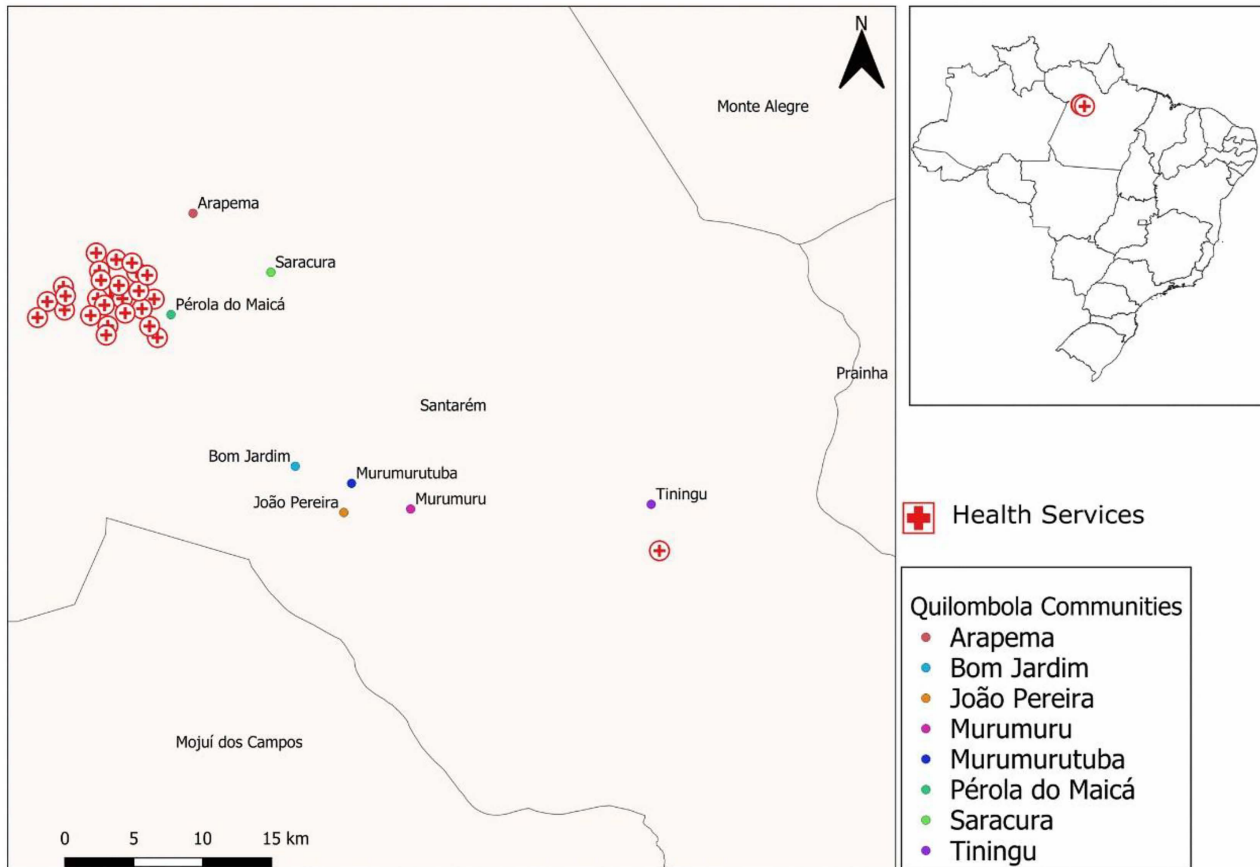 N
Monte Alegre
Arapema
Saracura
Pérola do Maicá
Prainha
Santarém
Bom Jardim
Murumurutuba
João Pereira
Murumuru
Tiningu
Mojuí dos Campos
0 5 10 15 km
Health Services
Quilombola Communities
Arapema
Bom Jardim
João Pereira
Murumuru
Murumurutuba
Pérola do Maicá
Saracura
Tiningu